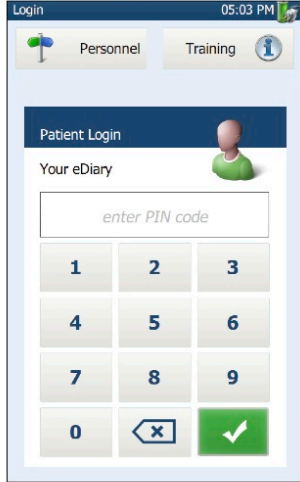 Login 05:03 PM
Personnel Training
Patient Login
Your eDiary
enter PIN code
1 2 3
4 5 6
7 8 9
0